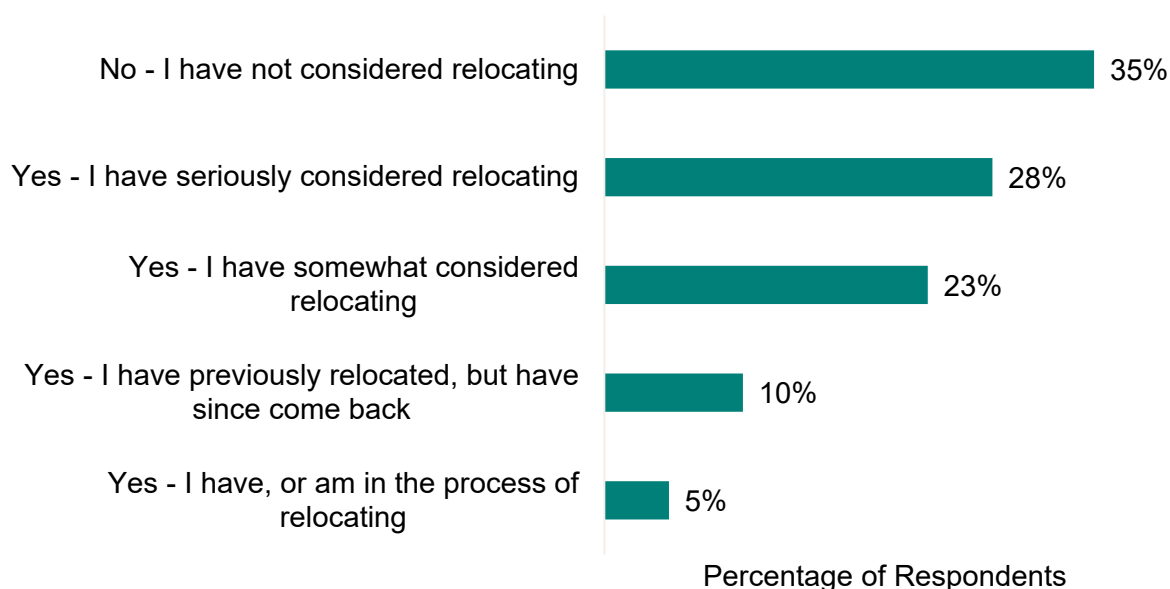 No - I have not considered relocating
35%
Yes - I have seriously considered relocating
28%
Yes - I have somewhat considered
relocating
23%
Yes - I have previously relocated, but have
since come back
10%
Yes - I have, or am in the process of
relocating
5%
Percentage of Respondents